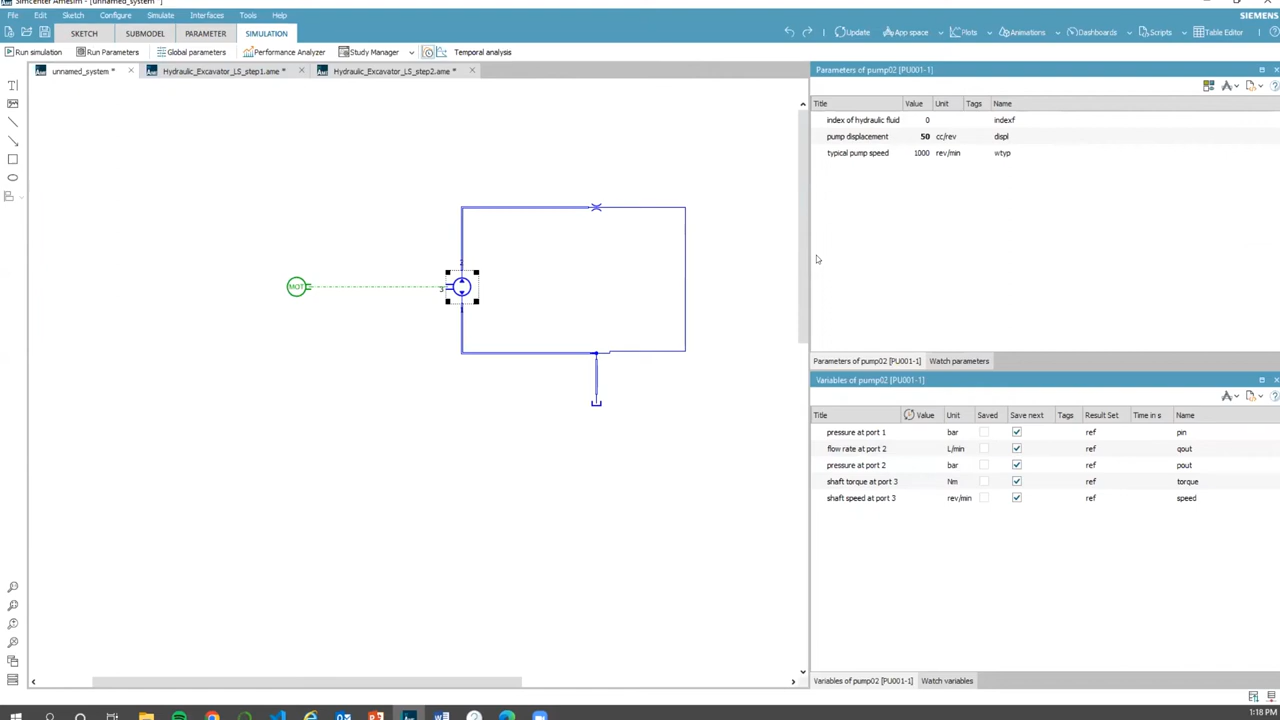 Simcenter Amesim - [unnamed_system *]
File Edit Sketch Configure Simulate Interfaces Tools Help
SIEMENS
SKETCH SUBMODEL PARAMETER SIMULATION
Update App space Plots Animations Dashboards Scripts Table Editor
Run simulation Run Parameters Global parameters Performance Analyzer Study Manager Temporal analysis
unnamed_system * Hydraulic_Excavator_LS_step1.ame * Hydraulic_Excavator_LS_step2.ame *
Parameters of pump02 [PU001-1]
Title Value Unit Tags Name
index of hydraulic fluid 0 indexf
pump displacement 50 cc/rev displ
typical pump speed 1000 rev/min wtyp
2
MOT
3
1
Parameters of pump02 [PU001-1] Watch parameters
Variables of pump02 [PU001-1]
Title Value Unit Saved Save next Tags Result Set Time in s Name
pressure at port 1 bar ref pin
flow rate at port 2 L/min ref qout
pressure at port 2 bar ref pout
shaft torque at port 3 Nm ref torque
shaft speed at port 3 rev/min ref speed
Variables of pump02 [PU001-1] Watch variables
1:18 PM